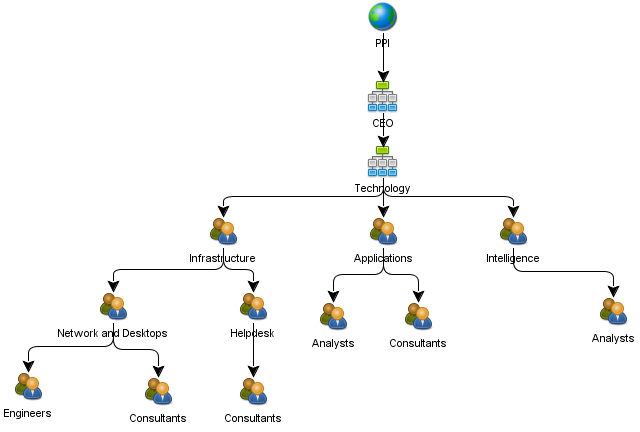 PPI
CEO
Technology
Infrastructure
Applications
Intelligence
Network and Desktops
Helpdesk
Analysts
Consultants
Analysts
Engineers
Consultants
Consultants